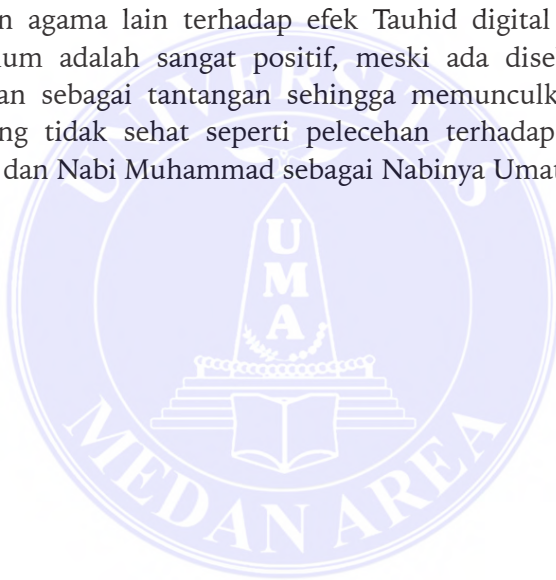 n agama lain terhadap efek Tauhid digital
um adalah sangat positif, meski ada dise
an sebagai tantangan sehingga memunculk
ng tidak sehat seperti pelecehan terhadap
dan Nabi Muhammad sebagai Nabinya Umat
UNIVERSITAS
UMA
MEDAN AREA